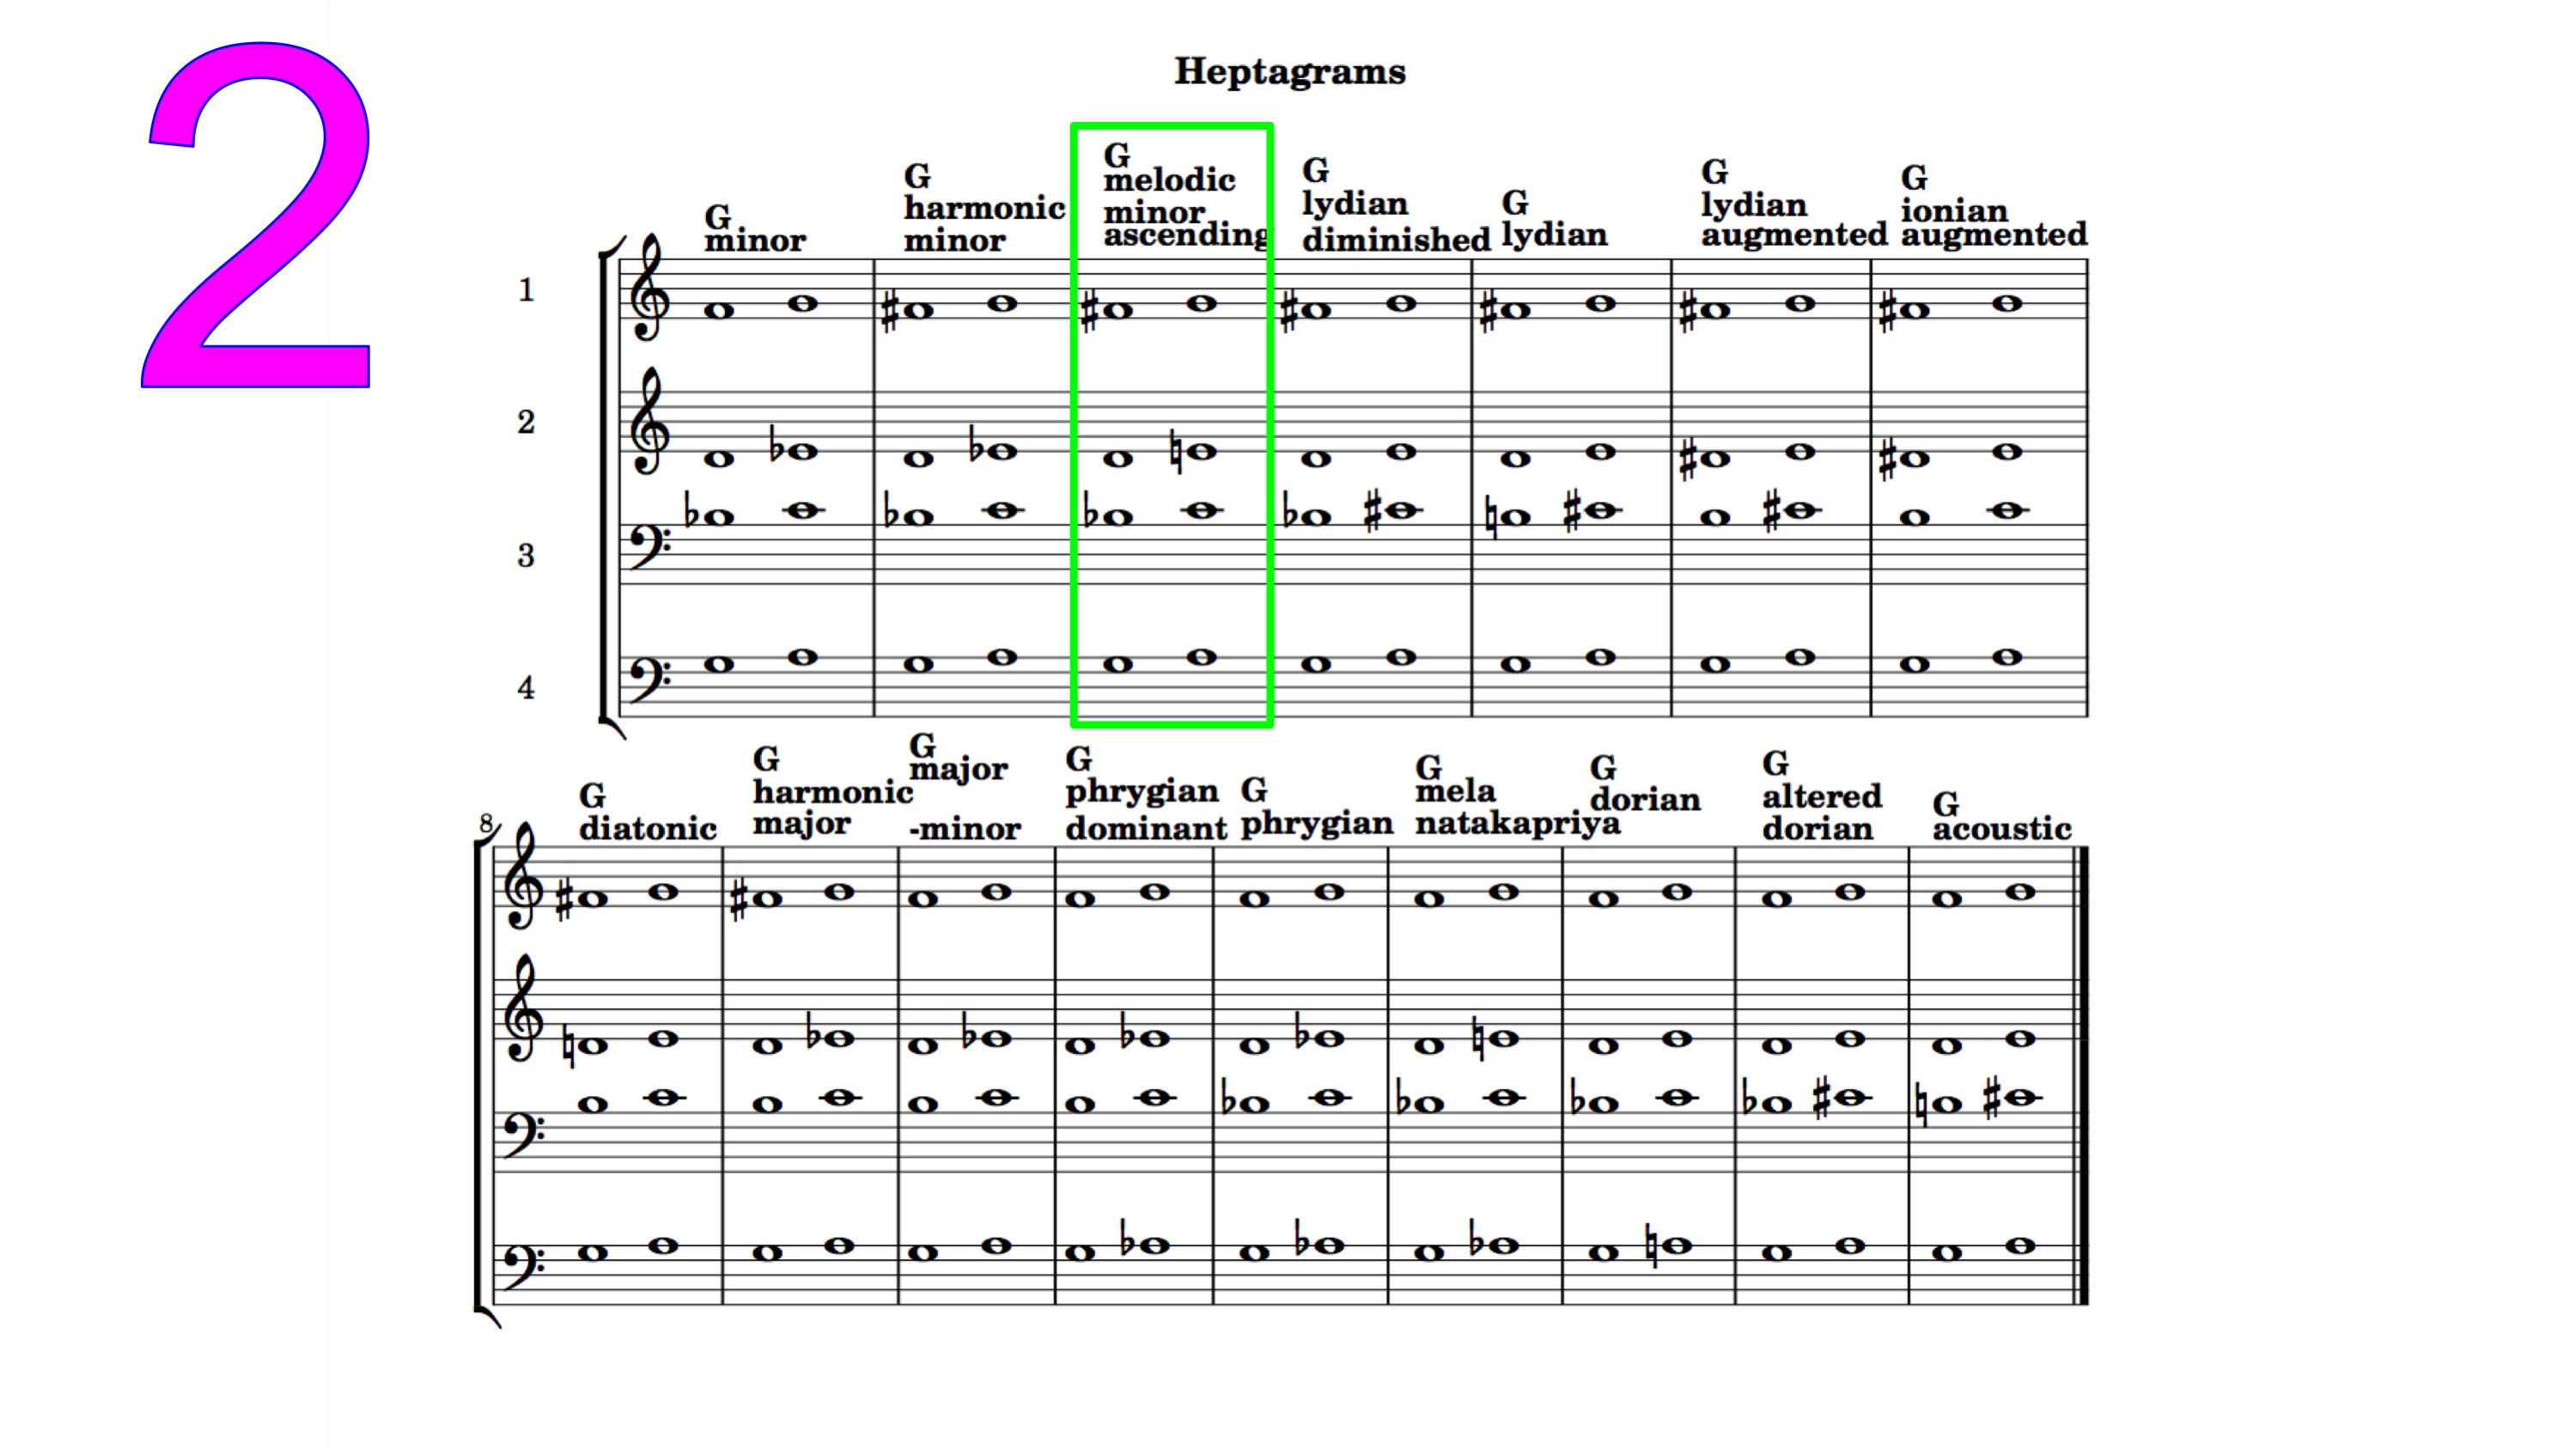 2
Heptagrams
G
minor
G
harmonic
minor
G
melodic
minor
ascending
G
lydian
diminished
G
lydian
G
lydian
augmented
G
ionian
augmented
1
2
3
4
8
G
diatonic
G
harmonic
major
G
major
-minor
G
phrygian
dominant
G
phrygian
G
mela
natakapriya
G
dorian
G
altered
dorian
G
acoustic